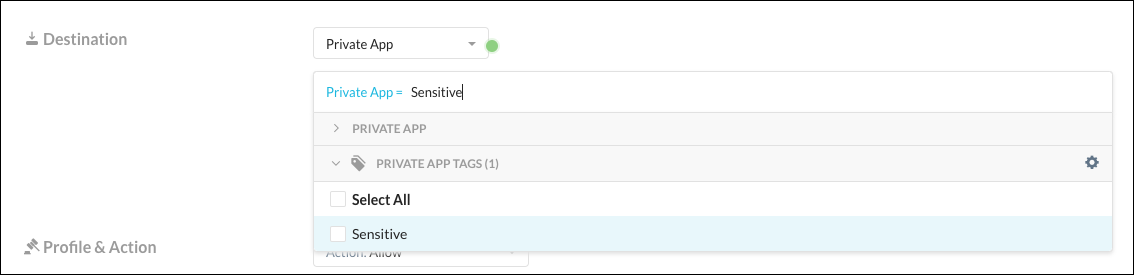 Destination
Private App
Private App = Sensitive
PRIVATE APP
PRIVATE APP TAGS (1)
Select All
Sensitive
Profile & Action
Action: Allow